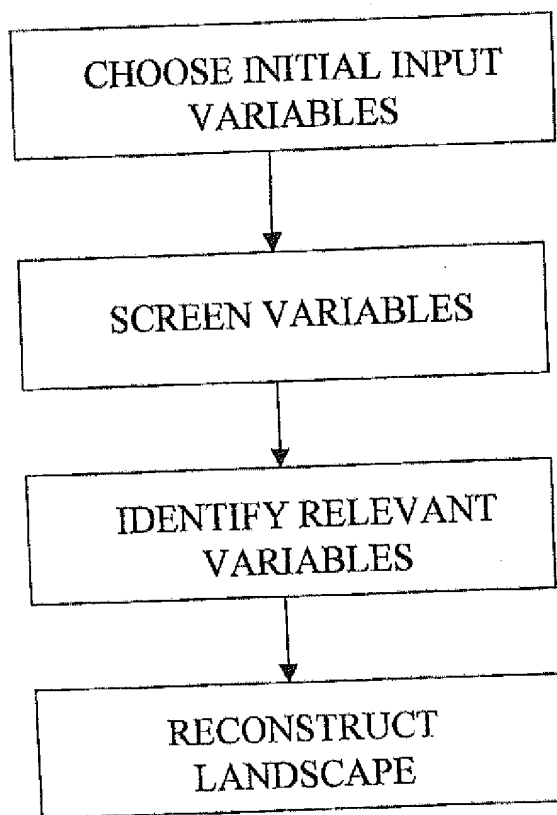 CHOOSE INITIAL INPUT
VARIABLES
SCREEN VARIABLES
IDENTIFY RELEVANT
VARIABLES
RECONSTRUCT
LANDSCAPE